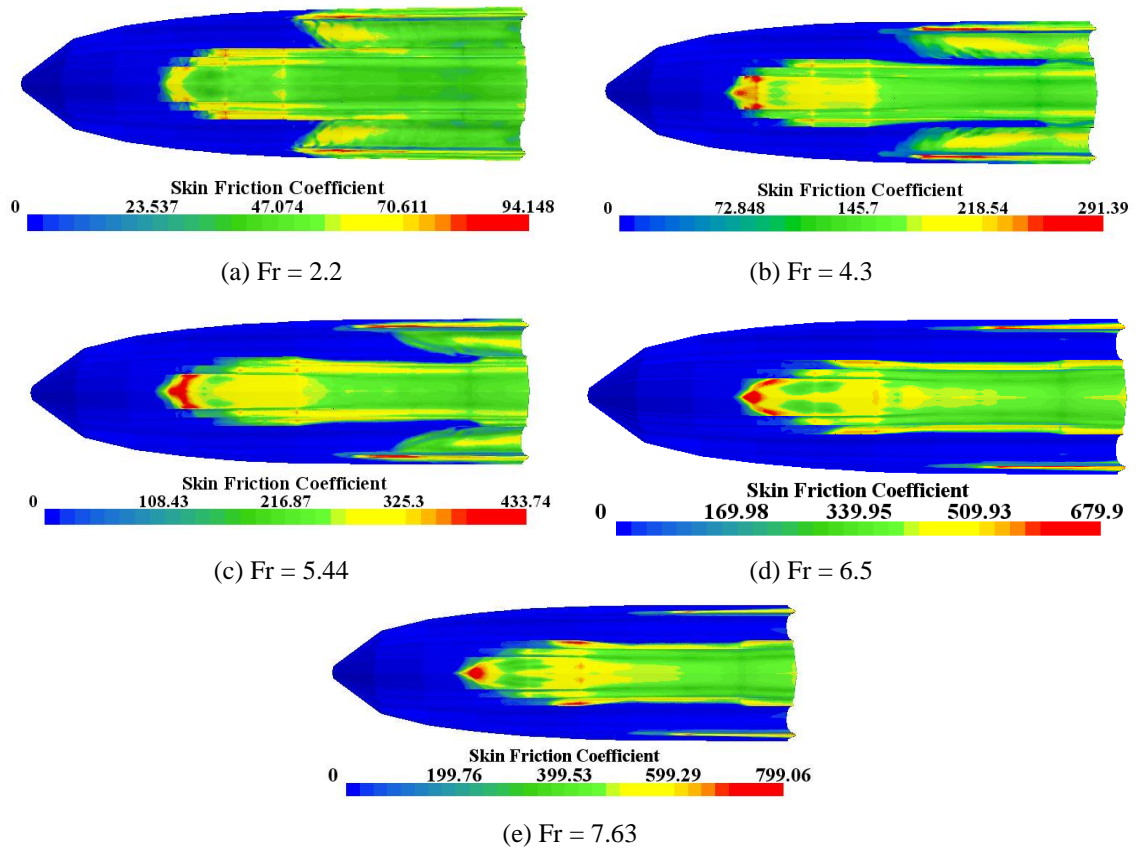 Skin Friction Coefficient
0 23.537 47.074 70.611 94.148
(a) Fr = 2.2
Skin Friction Coefficient
0 72.848 145.7 218.54 291.39
(b) Fr = 4.3
Skin Friction Coefficient
0 108.43 216.87 325.3 433.74
(c) Fr = 5.44
Skin Friction Coefficient
0 169.98 339.95 509.93 679.9
(d) Fr = 6.5
Skin Friction Coefficient
0 199.76 399.53 599.29 799.06
(e) Fr = 7.63